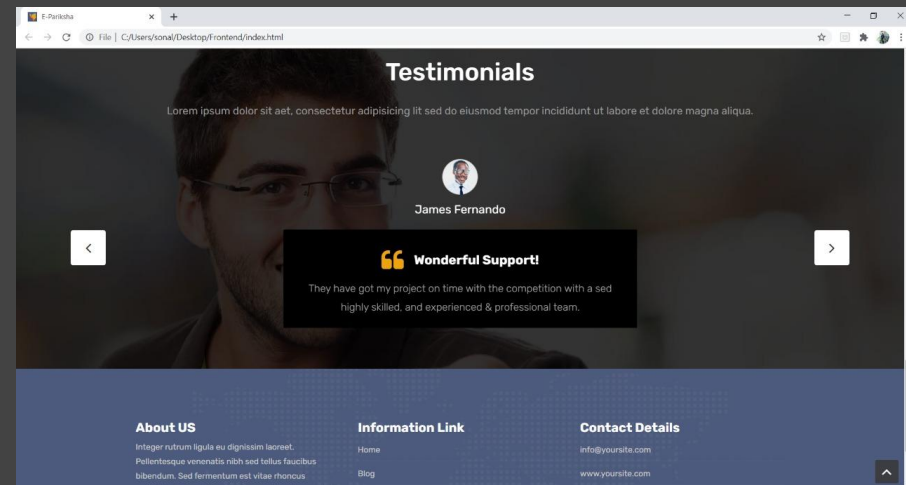 E-Pariksha
File | C:/Users/sonal/Desktop/Frontend/index.html
Testimonials
Lorem ipsum dolor sit aet, consectetur adipisicing lit sed do eiusmod tempor incididunt ut labore et dolore magna aliqua.
James Fernando
Wonderful Support!
They have got my project on time with the competition with a sed
highly skilled, and experienced & professional team.
About US
Integer rutrum ligula eu dignissim laoreet.
Pellentesque venenatis nibh sed tellus faucibus
bibendum. Sed fermentum est vitae rhoncus
Information Link
Home
Blog
Contact Details
info@yoursite.com
www.yoursite.com